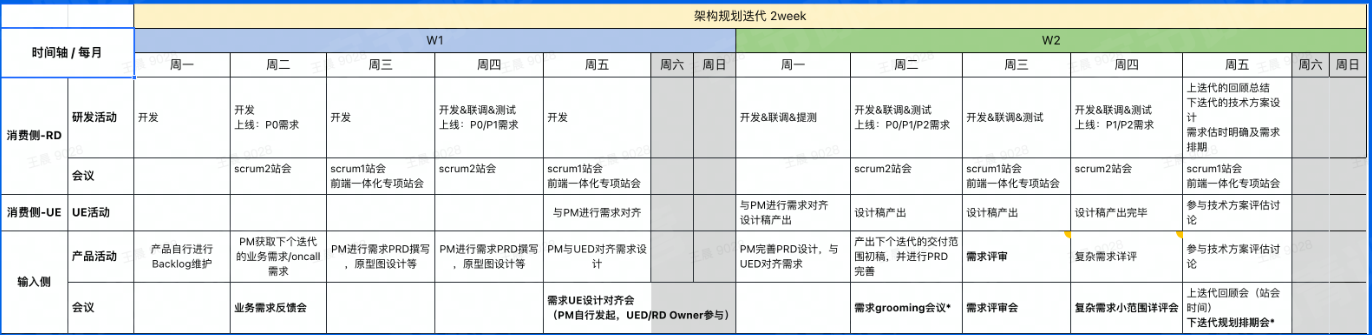 架构规划迭代 2week
时间轴 / 每月
W1
W2
周一
周二
周三
周四
周五
周六
周日
周一
周二
周三
周四
周五
周六
周日
消费侧-RD
研发活动
开发
开发
上线：P0需求
开发
开发&联调&测试
上线：P0/P1需求
开发
开发&联调&提测
开发&联调&测试
上线：P0/P1/P2需求
开发&联调&测试
开发&联调&测试
上线：P1/P2需求
上迭代的回顾总结
下迭代的技术方案设
计
需求估时明确及需求
排期
会议
scrum2站会
scrum1站会
前端一体化专项站会
scrum2站会
scrum1站会
前端一体化专项站会
scrum2站会
scrum1站会
前端一体化专项站会
scrum2站会
scrum1站会
前端一体化专项站会
消费侧-UE
UE活动
与PM进行需求对齐
与PM进行需求对齐
设计稿产出
设计稿产出
设计稿产出
设计稿产出完毕
参与技术方案评估讨
论
输入侧
产品活动
产品自行进行
Backlog维护
PM获取下个迭代
的业务需求/oncall
需求
PM进行需求PRD撰写
，原型图设计等
PM进行需求PRD撰写
，原型图设计等
PM与UED对齐需求设
计
PM完善PRD设计，与
UED对齐需求
产出下个迭代的交付范
围初稿，并进行PRD
完善
需求评审
复杂需求详评
参与技术方案评估讨
论
会议
业务需求反馈会
需求UE设计对齐会
（PM自行发起，UED/RD Owner参与）
需求grooming会议*
需求评审会
复杂需求小范围详评会
上迭代回顾会（站会
时间）
下迭代规划排期会*
王晨 9028